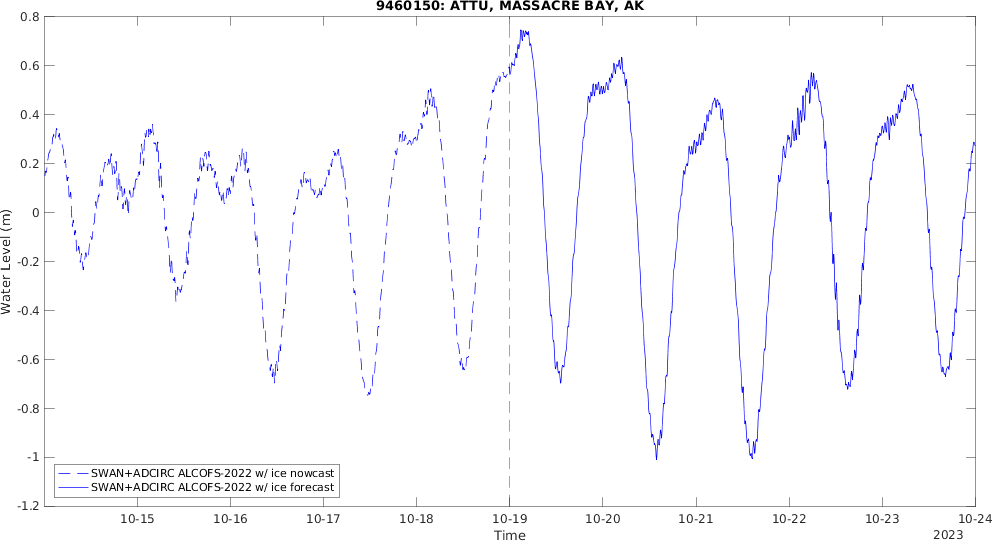 9460150: ATTU, MASSACRE BAY, AK
0.8
0.6
0.4
0.2
0
-0.2
-0.4
-0.6
-0.8
-1
-1.2
Water Level (m)
SWAN+ADCIRC ALCOFS-2022 w/ ice nowcast
SWAN+ADCIRC ALCOFS-2022 w/ ice forecast
10-15 10-16 10-17 10-18 10-19 10-20 10-21 10-22 10-23 10-24
Time
2023